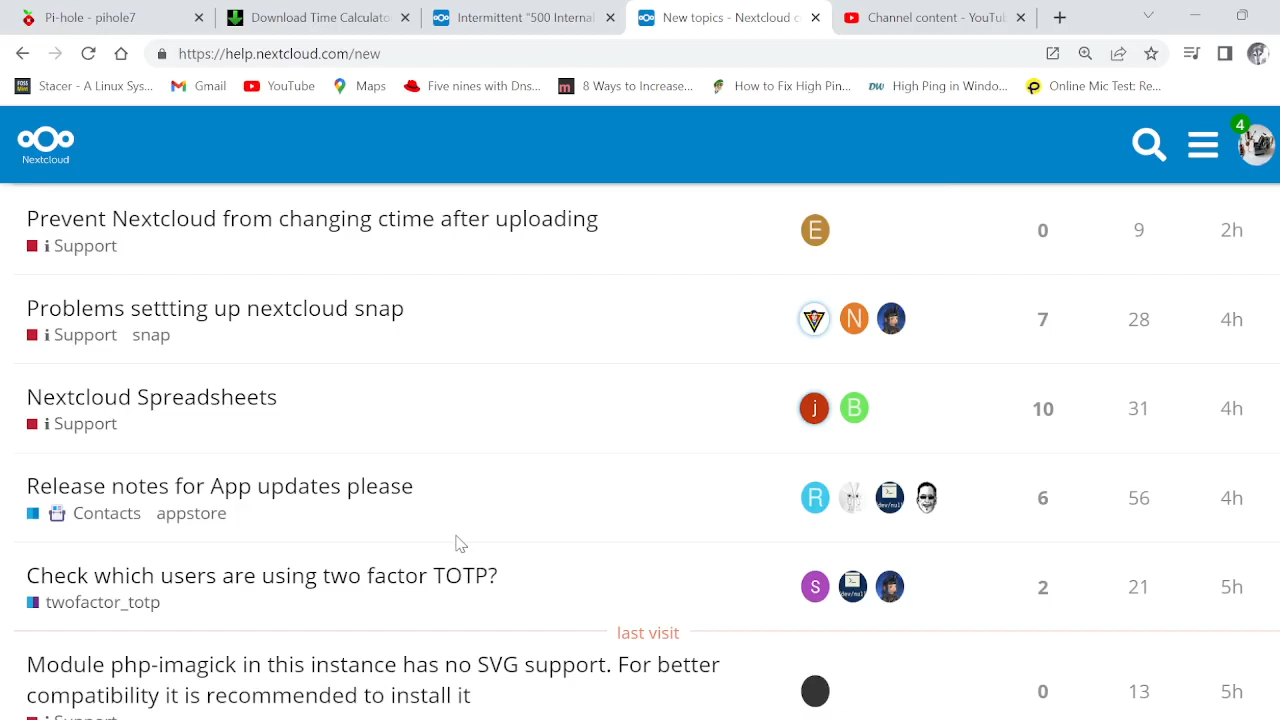 Pi-hole - pihole7
Download Time Calculato
Intermittent "500 Internal
New topics - Nextcloud c
Channel content - YouTu
https://help.nextcloud.com/new
Stacer - A Linux Sys...
Gmail
YouTube
Maps
Five nines with Dns...
8 Ways to Increase...
How to Fix High Pin...
DW High Ping in Windo...
Online Mic Test: Re...
Nextcloud
4
Prevent Nextcloud from changing ctime after uploading
E 0 9 2h
Support
Problems settting up nextcloud snap
N 7 28 4h
Support snap
Nextcloud Spreadsheets
j B 10 31 4h
Support
Release notes for App updates please
R 6 56 4h
Contacts appstore
Check which users are using two factor TOTP?
S 2 21 5h
twofactor_totp
last visit
Module php-imagick in this instance has no SVG support. For better
compatibility it is recommended to install it
0 13 5h
Support